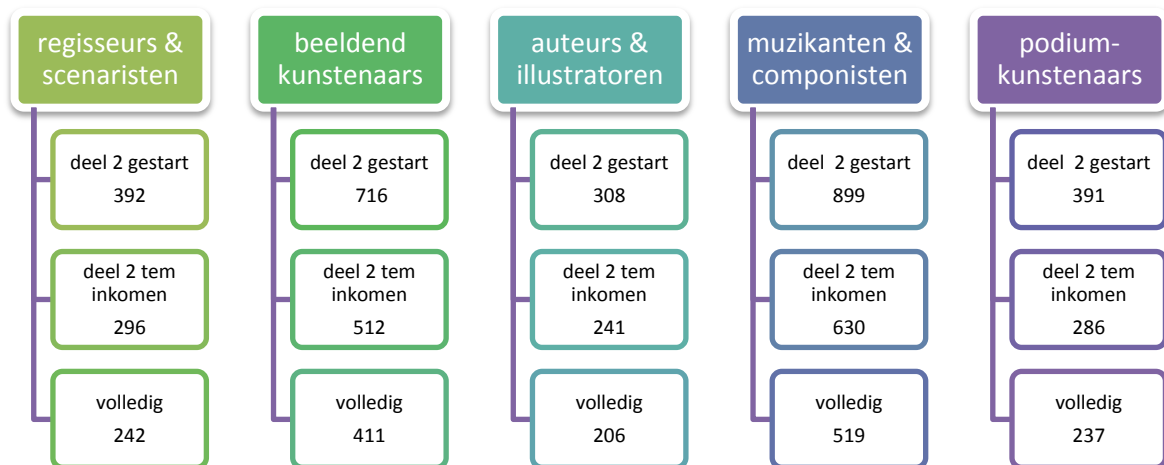 regisseurs &
scenaristen
deel 2 gestart
392
deel 2 tem
inkomen
296
volledig
242
beeldend
kunstenaars
deel 2 gestart
716
deel 2 tem
inkomen
512
volledig
411
auteurs &
illustratoren
deel 2 gestart
308
deel 2 tem
inkomen
241
volledig
206
muzikanten &
componisten
deel 2 gestart
899
deel 2 tem
inkomen
630
volledig
519
podium-
kunstenaars
deel 2 gestart
391
deel 2 tem
inkomen
286
volledig
237